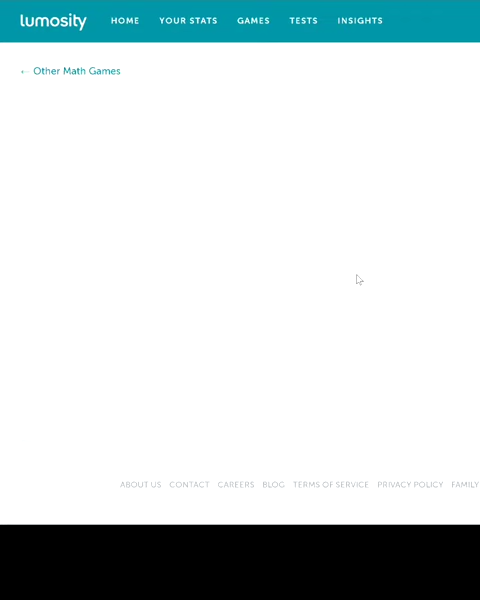 lumosity HOME YOUR STATS GAMES TESTS INSIGHTS
← Other Math Games
ABOUT US CONTACT CAREERS BLOG TERMS OF SERVICE PRIVACY POLICY FAMILY